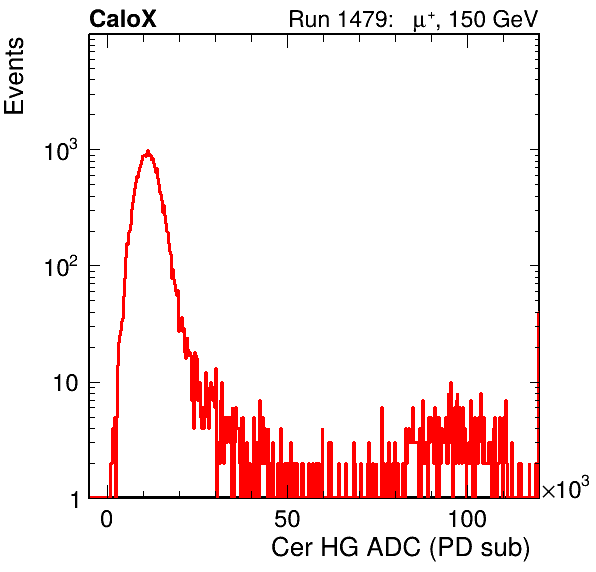 CaloX Run 1479: μ⁺, 150 GeV
Events
10³
10²
10
1
0 50 100 ×10³
Cer HG ADC (PD sub)